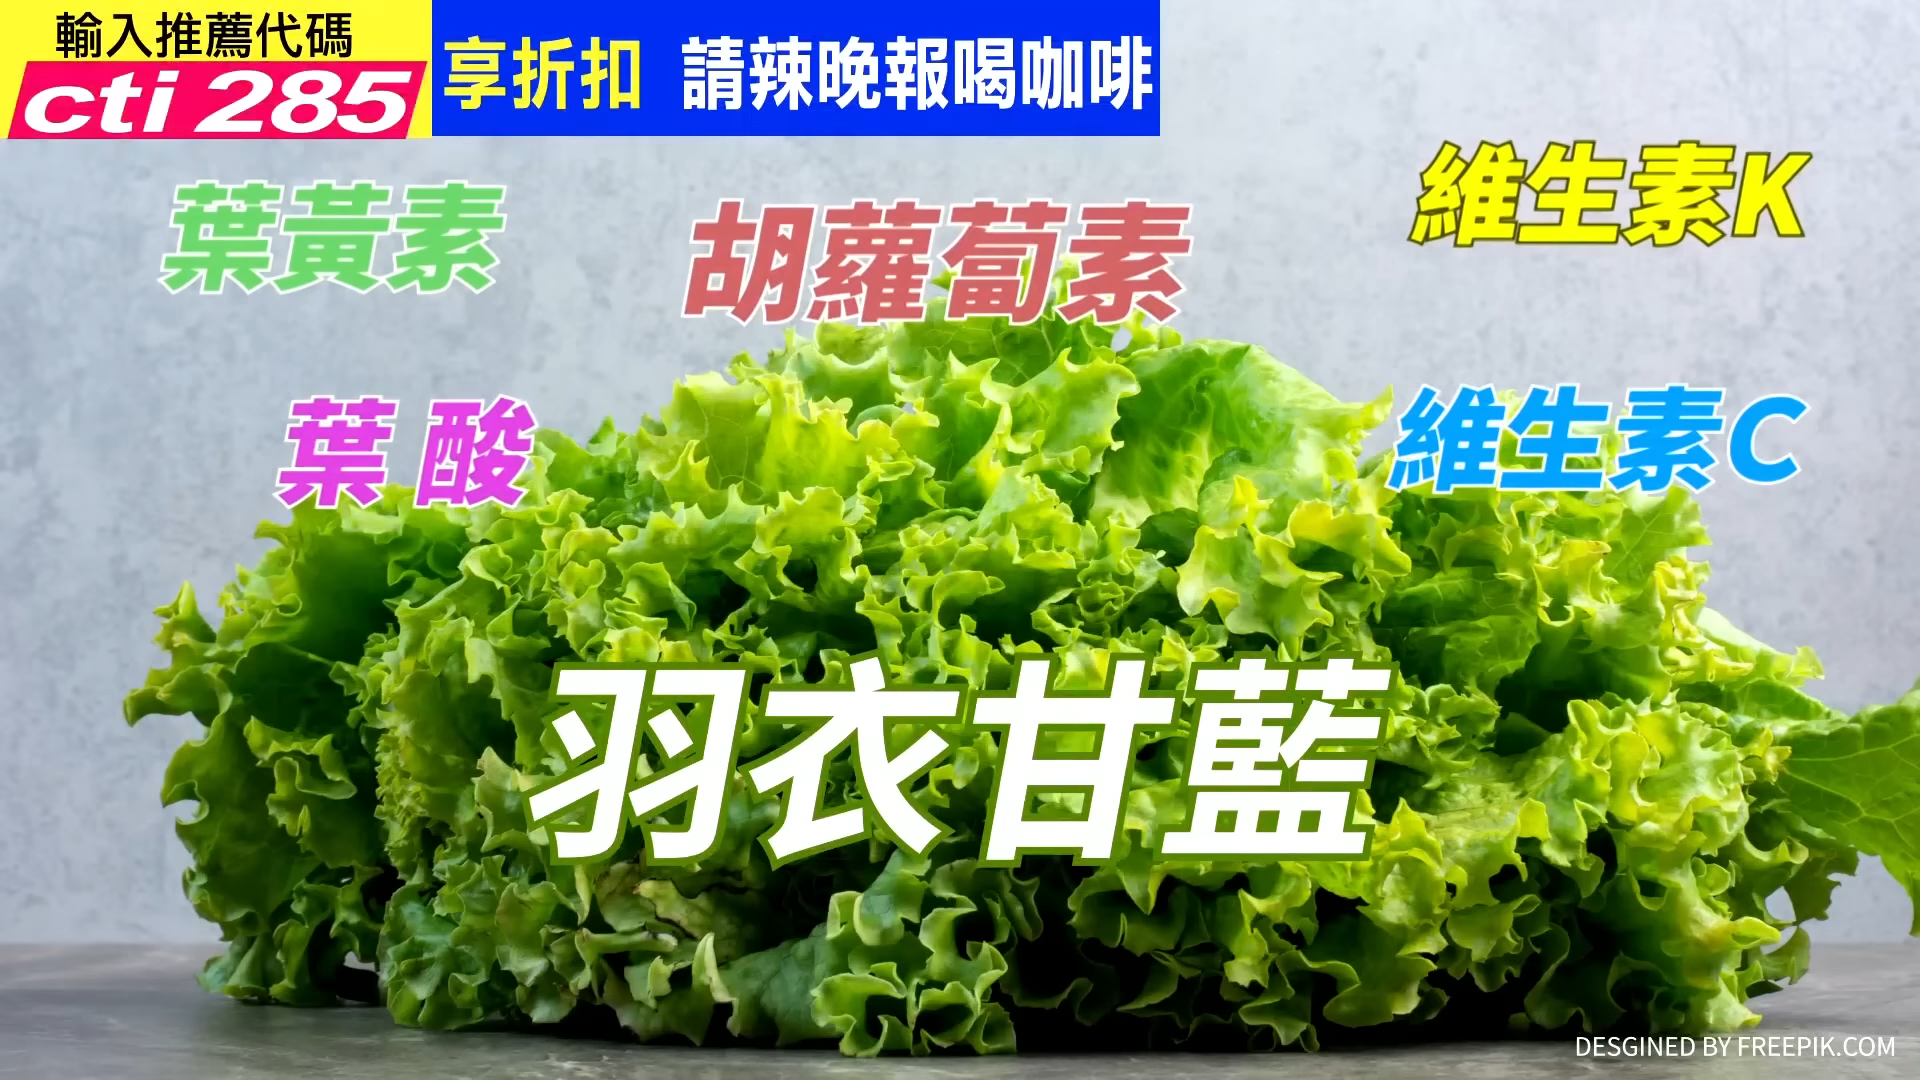 輸入推薦代碼
cti 285
享折扣 請辣晚報喝咖啡
葉黃素
胡蘿蔔素
維生素K
葉酸
維生素C
羽衣甘藍
DESGINED BY FREEPIK.COM